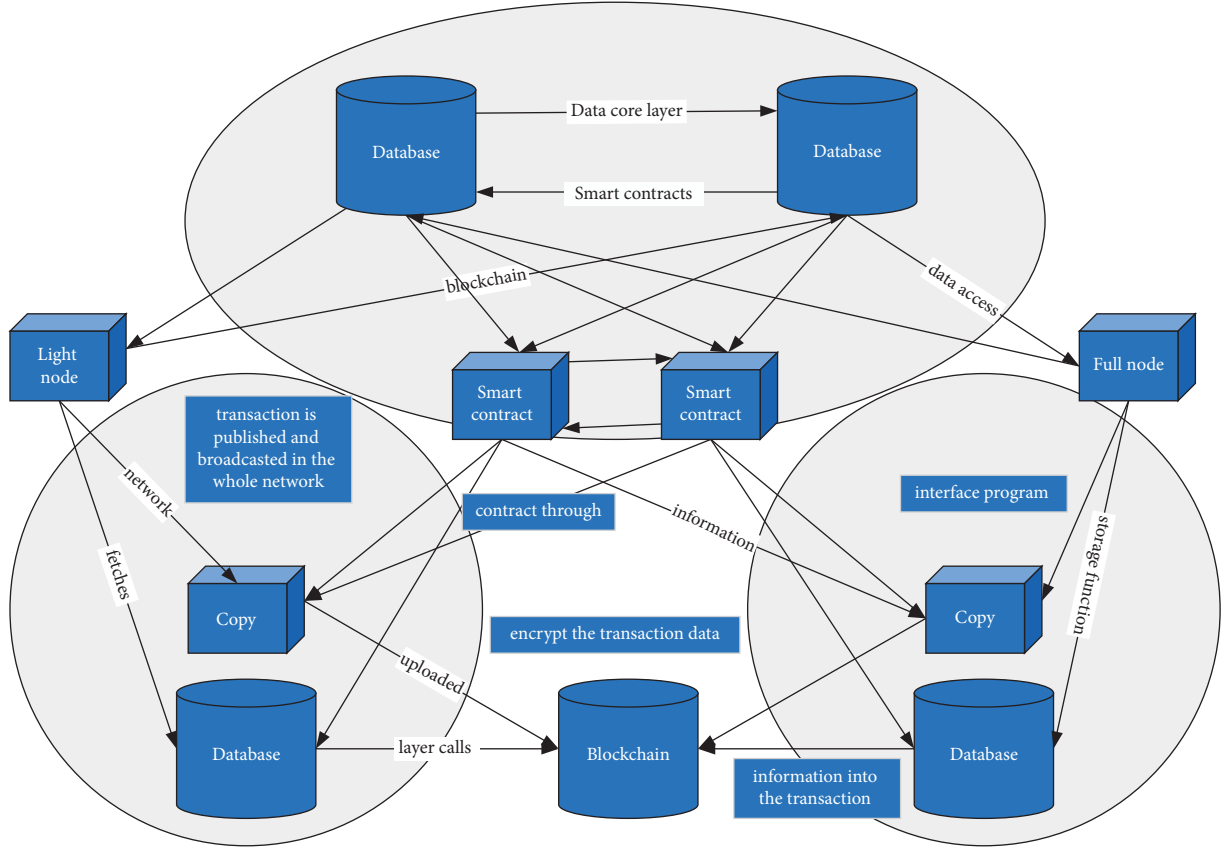 Data core layer
Database
Database
Smart contracts
blockchain
data access
Light
node
Full node
Smart
contract
Smart
contract
transaction is
published and
broadcasted in the
whole network
network
contract through
information
interface program
storage function
fetches
Copy
Copy
encrypt the transaction data
uploaded
Database
layer calls
Blockchain
Database
information into
the transaction